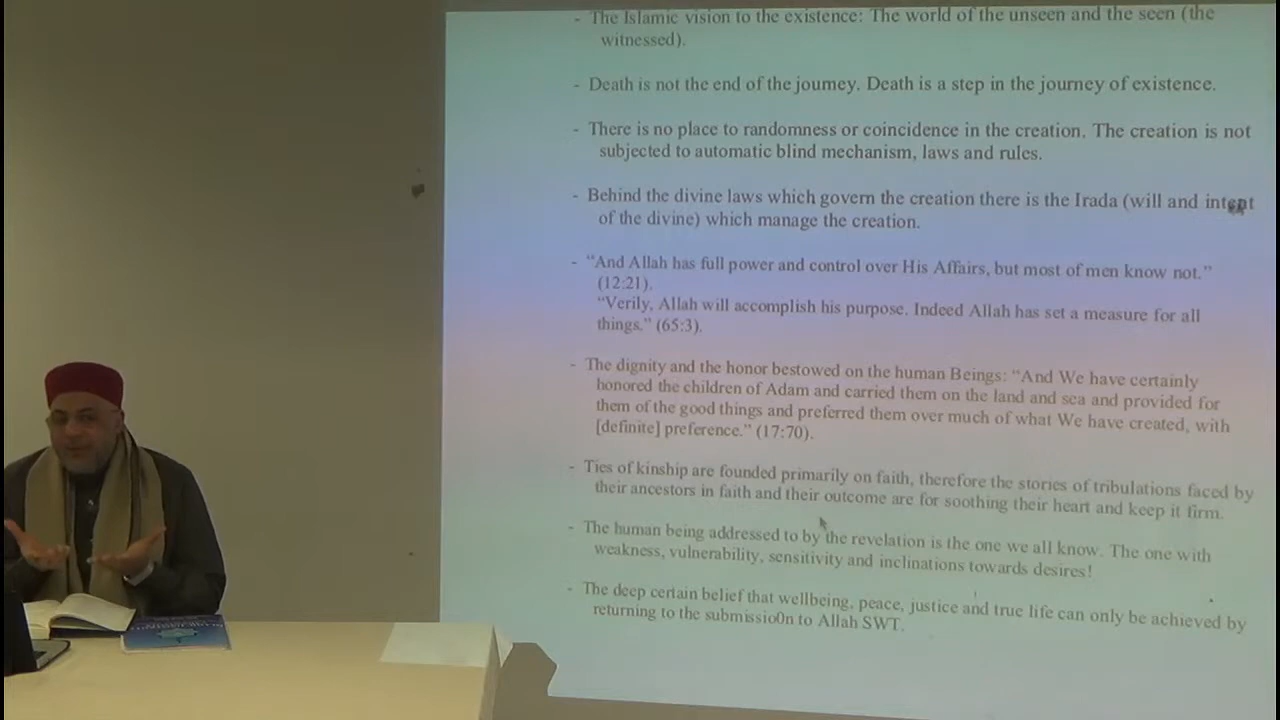 - The Islamic vision to the existence: The world of the unseen and the seen (the
witnessed).
- Death is not the end of the journey. Death is a step in the journey of existence.
- There is no place to randomness or coincidence in the creation. The creation is not
subjected to automatic blind mechanism, laws and rules.
- Behind the divine laws which govern the creation there is the Irada (will and intent
of the divine) which manage the creation.
- "And Allah has full power and control over His Affairs, but most of men know not."
(12:21).
"Verily, Allah will accomplish his purpose. Indeed Allah has set a measure for all
things." (65:3).
- The dignity and the honor bestowed on the human Beings: "And We have certainly
honored the children of Adam and carried them on the land and sea and provided for
them of the good things and preferred them over much of what We have created, with
[definite] preference." (17:70).
- Ties of kinship are founded primarily on faith, therefore the stories of tribulations faced by
their ancestors in faith and their outcome are for soothing their heart and keep it firm.
- The human being addressed to by the revelation is the one we all know. The one with
weakness, vulnerability, sensitivity and inclinations towards desires!
- The deep certain belief that wellbeing, peace, justice and true life can only be achieved by
returning to the submissio0n to Allah SWT.